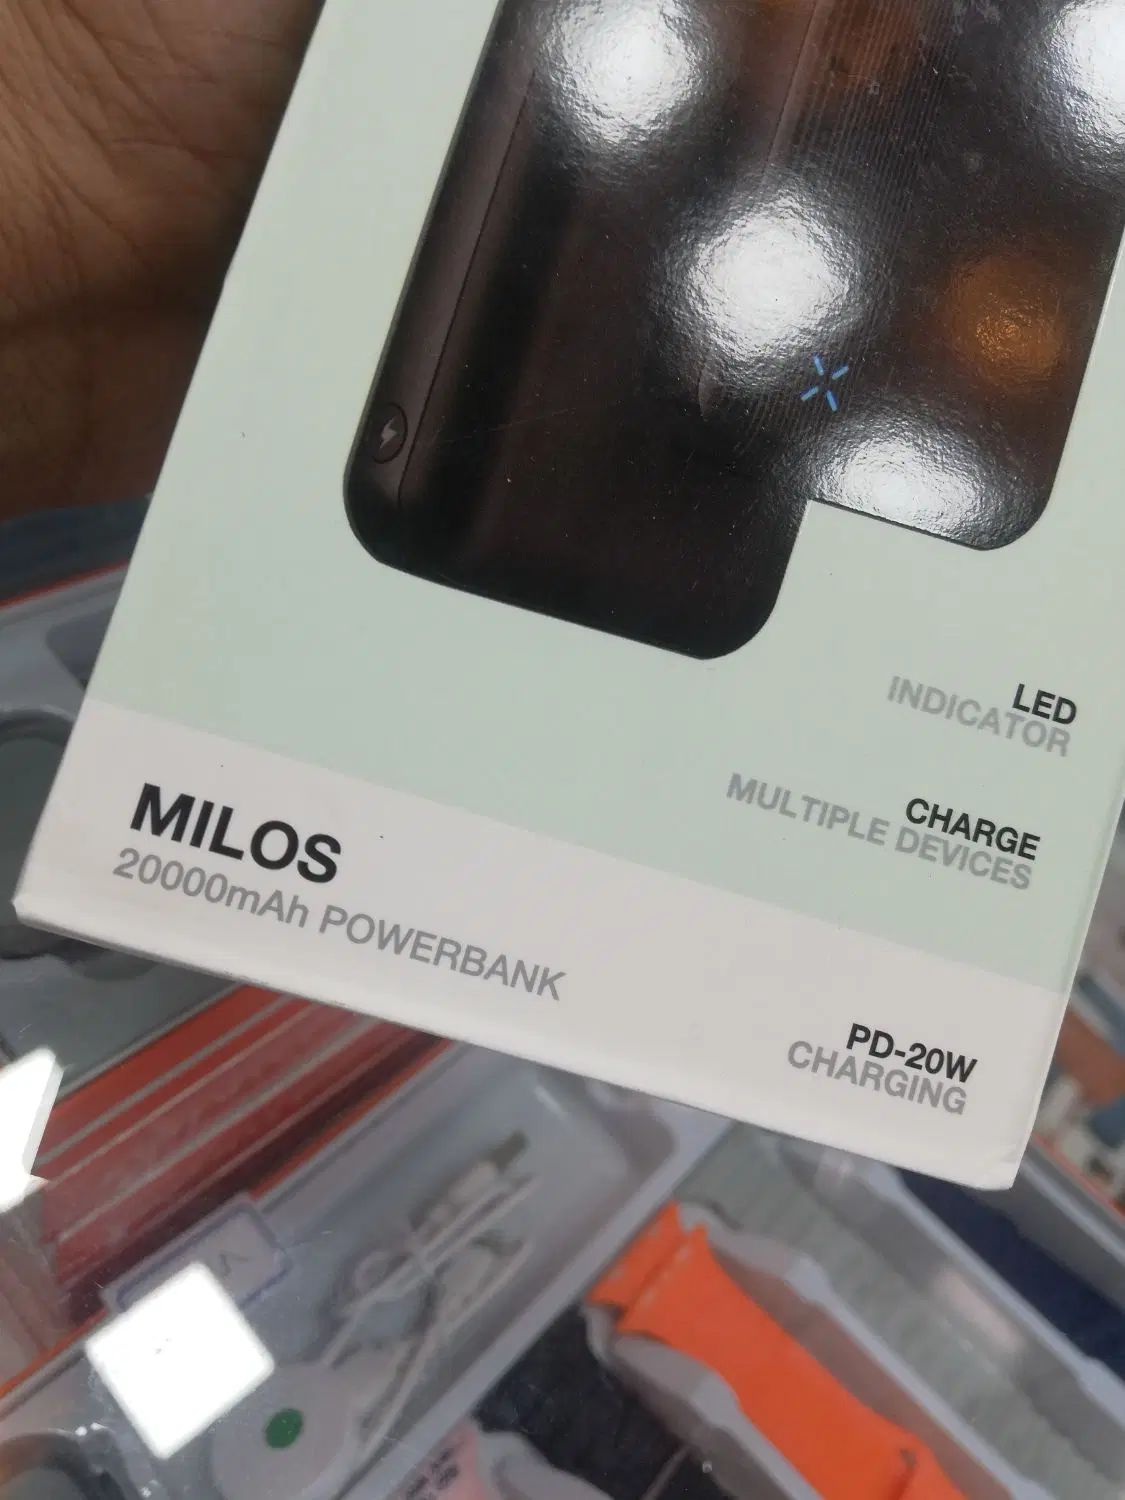 LED
INDICATOR
CHARGE
MULTIPLE DEVICES
MILOS
20000mAh POWERBANK
PD-20W
CHARGING